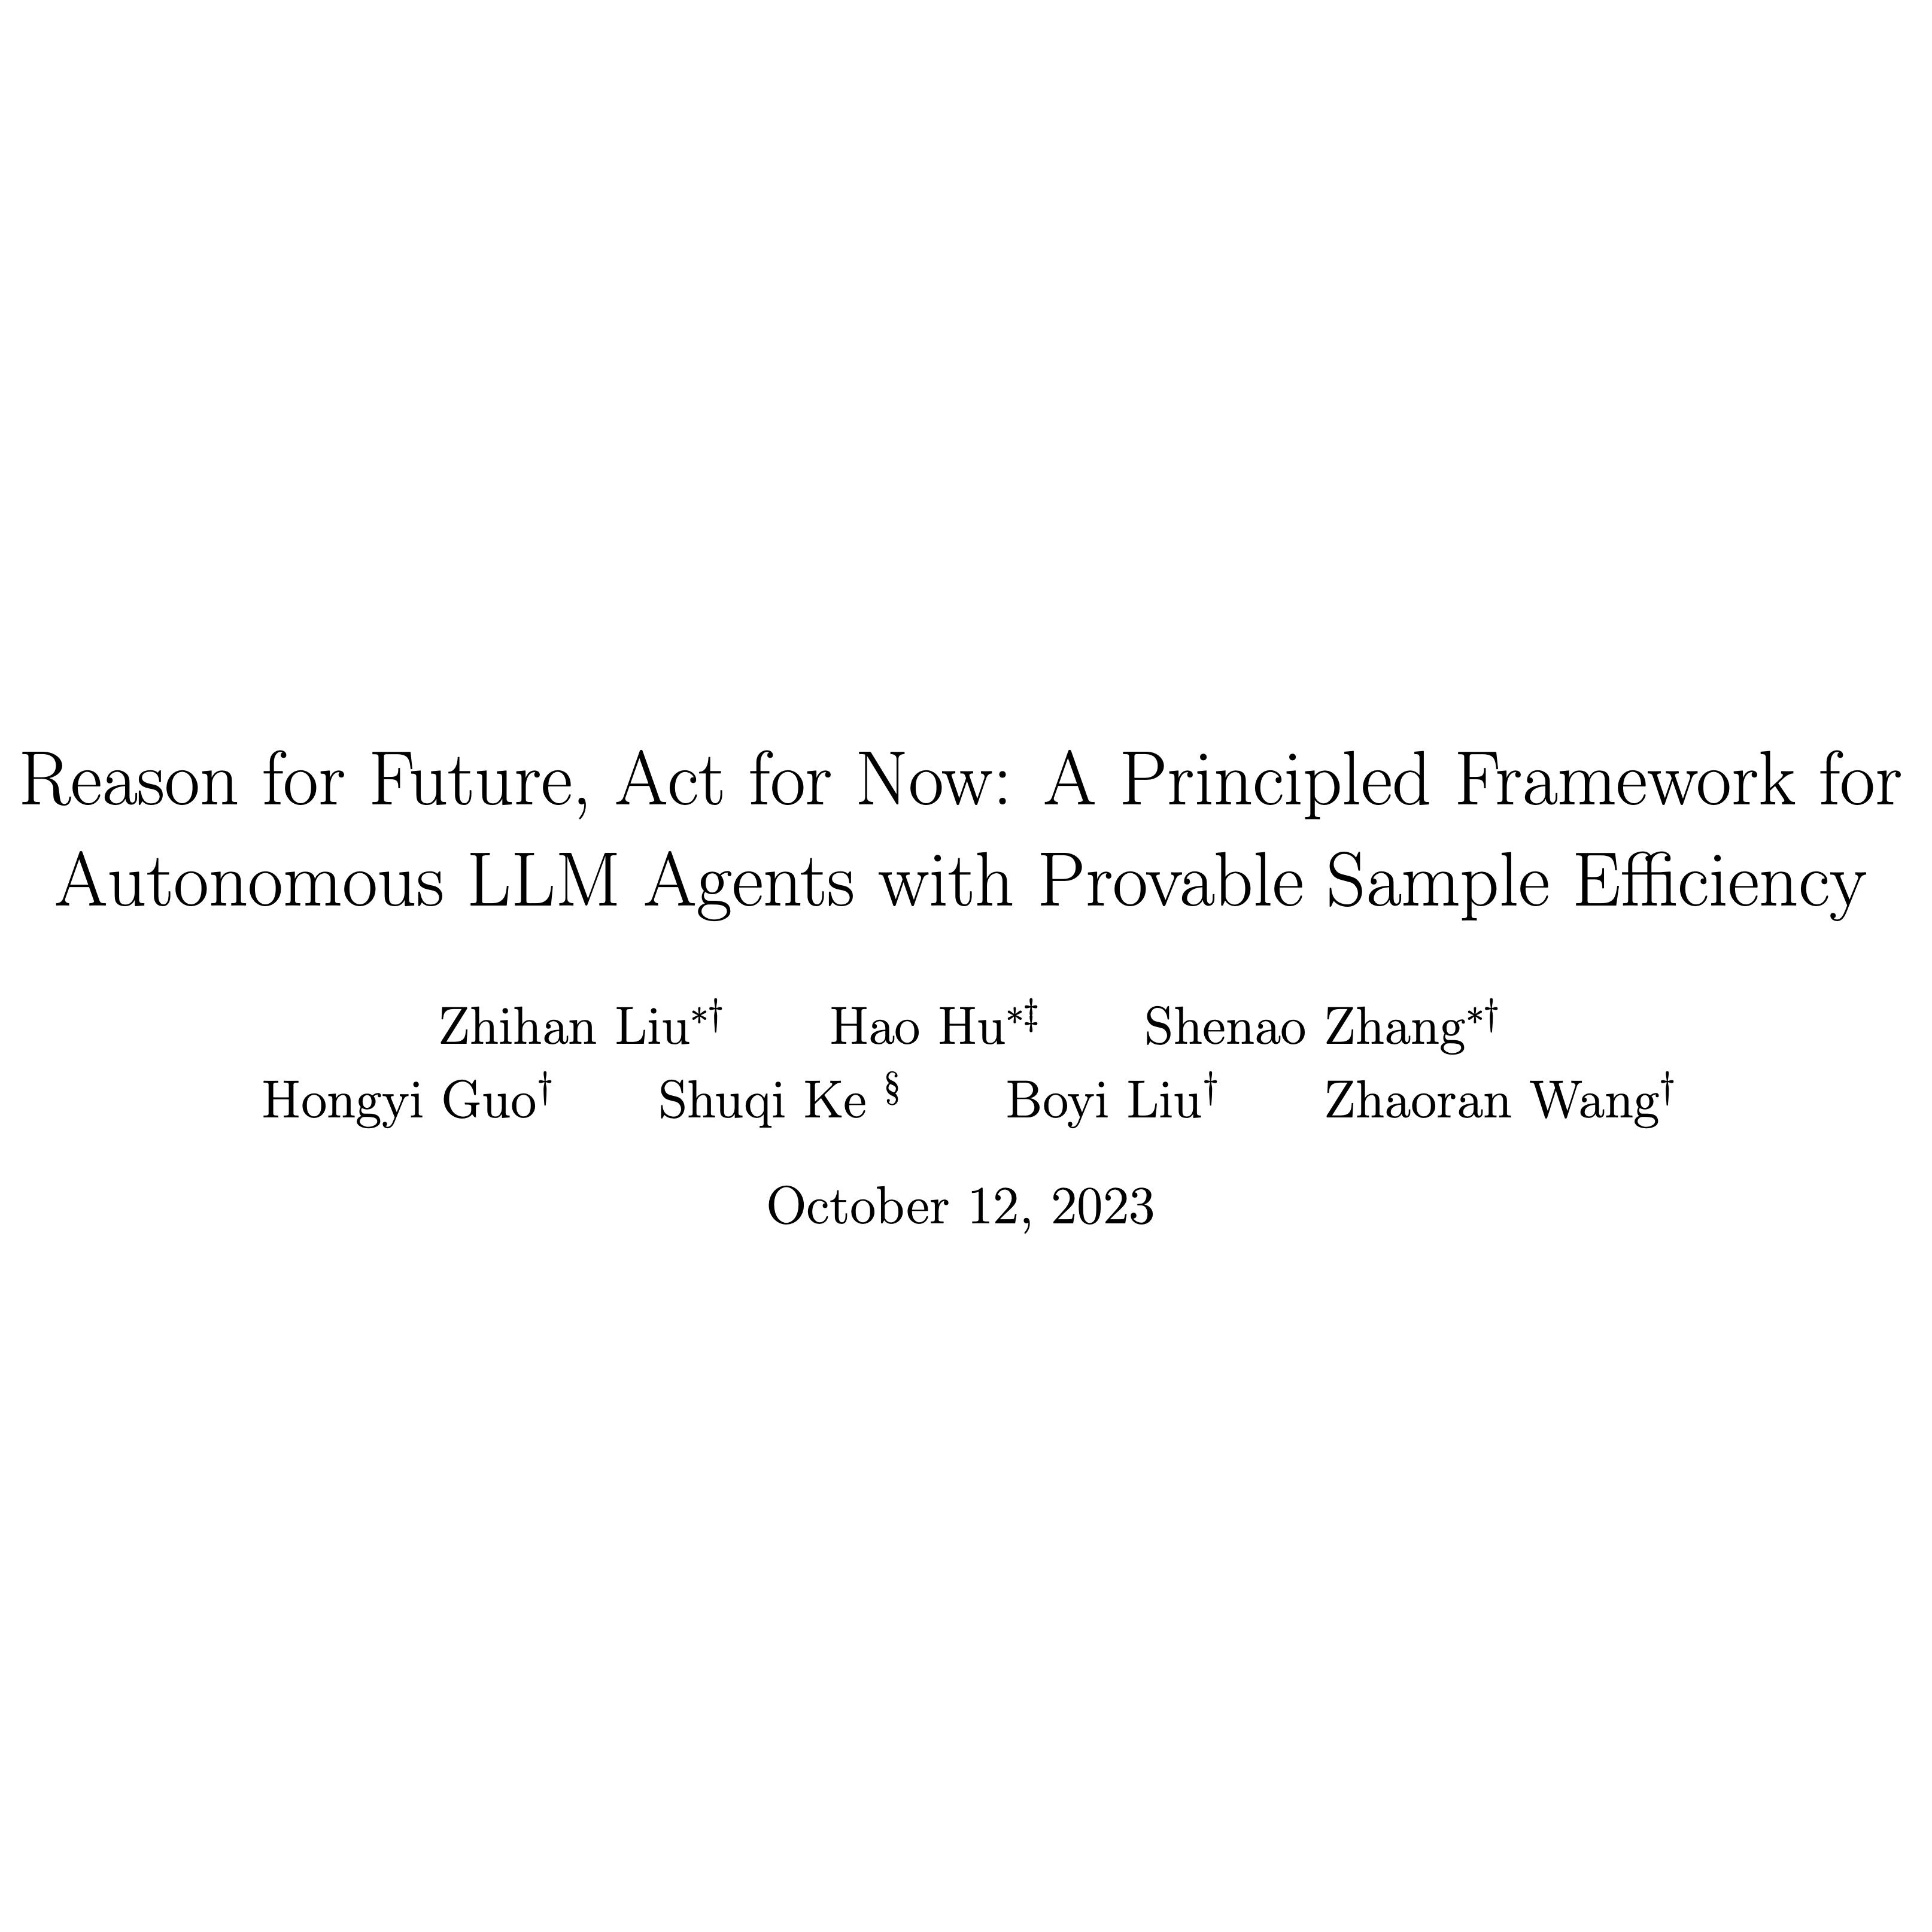 Reason for Future, Act for Now: A Principled Framework for
Autonomous LLM Agents with Provable Sample Efficiency
Zhihan Liu*† Hao Hu*‡ Shenao Zhang*†
Hongyi Guo† Shuqi Ke § Boyi Liu† Zhaoran Wang†
October 12, 2023